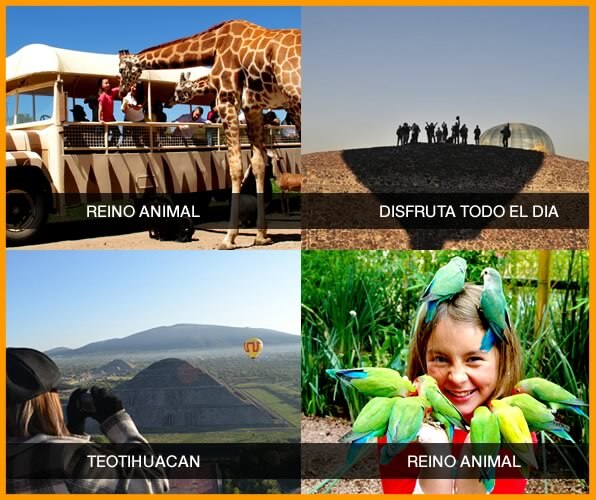 REINO ANIMAL
DISFRUTA TODO EL DIA
TEOTIHUACAN
REINO ANIMAL